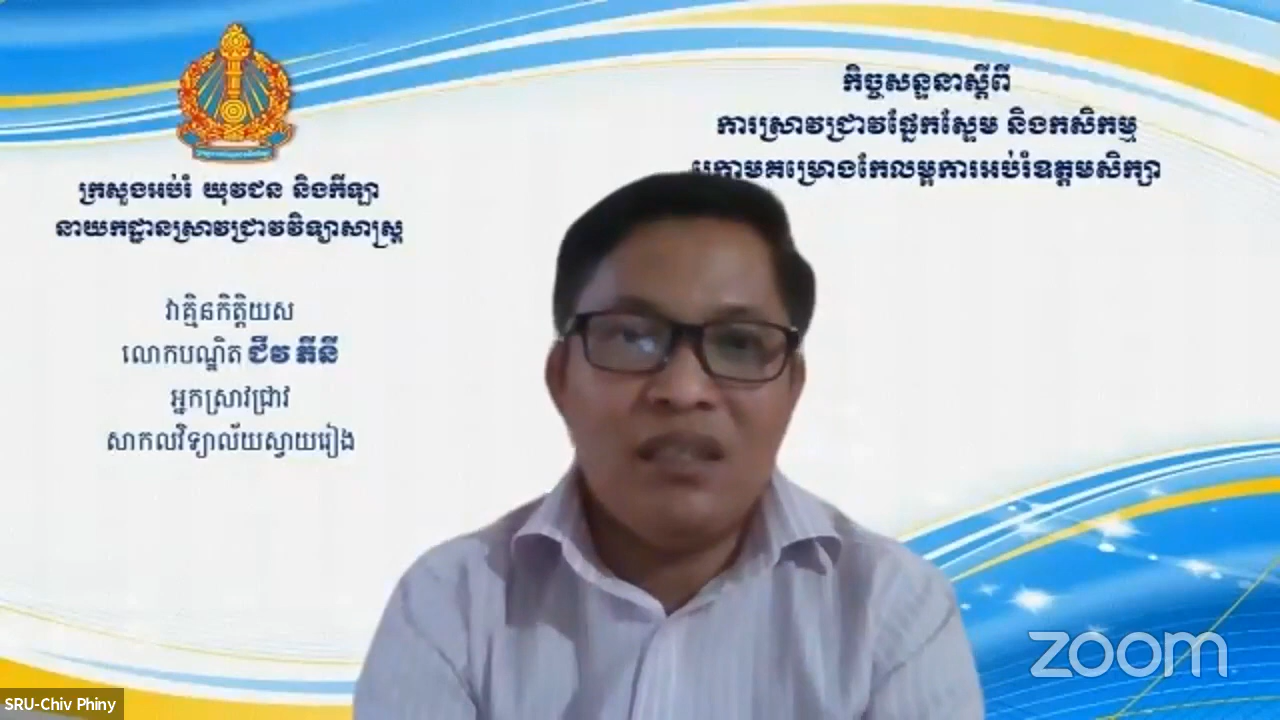 ក្រសួងអប់រំ យុវជន និងកីឡា
នាយកដ្ឋានស្រាវជ្រាវវិទ្យាសាស្ត្រ
វាគ្មិនកិត្តិយស
លោកបណ្ឌិត ជីវ ភីនី
អ្នកស្រាវជ្រាវ
សាកលវិទ្យាល័យស្វាយរៀង
កិច្ចសន្ទនាស្តីពី
ការស្រាវជ្រាវផ្នែកស្ទែម និងកសិកម្ម
ក្រោមគម្រោងកែលម្អការអប់រំឧត្តមសិក្សា
zoom
SRU-Chiv Phiny